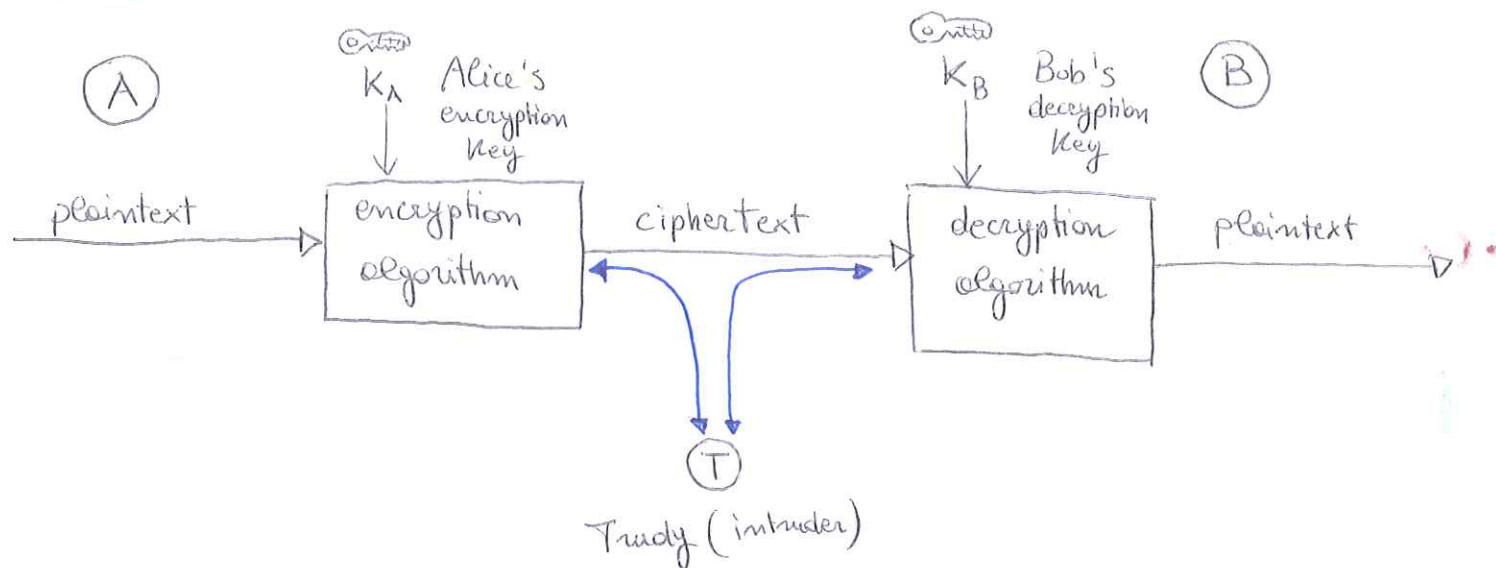 A
K_A
Alice's
encryption
Key
K_B
Bob's
decryption
Key
B
plaintext
encryption
algorithm
ciphertext
decryption
algorithm
plaintext
T
Trudy (intruder)